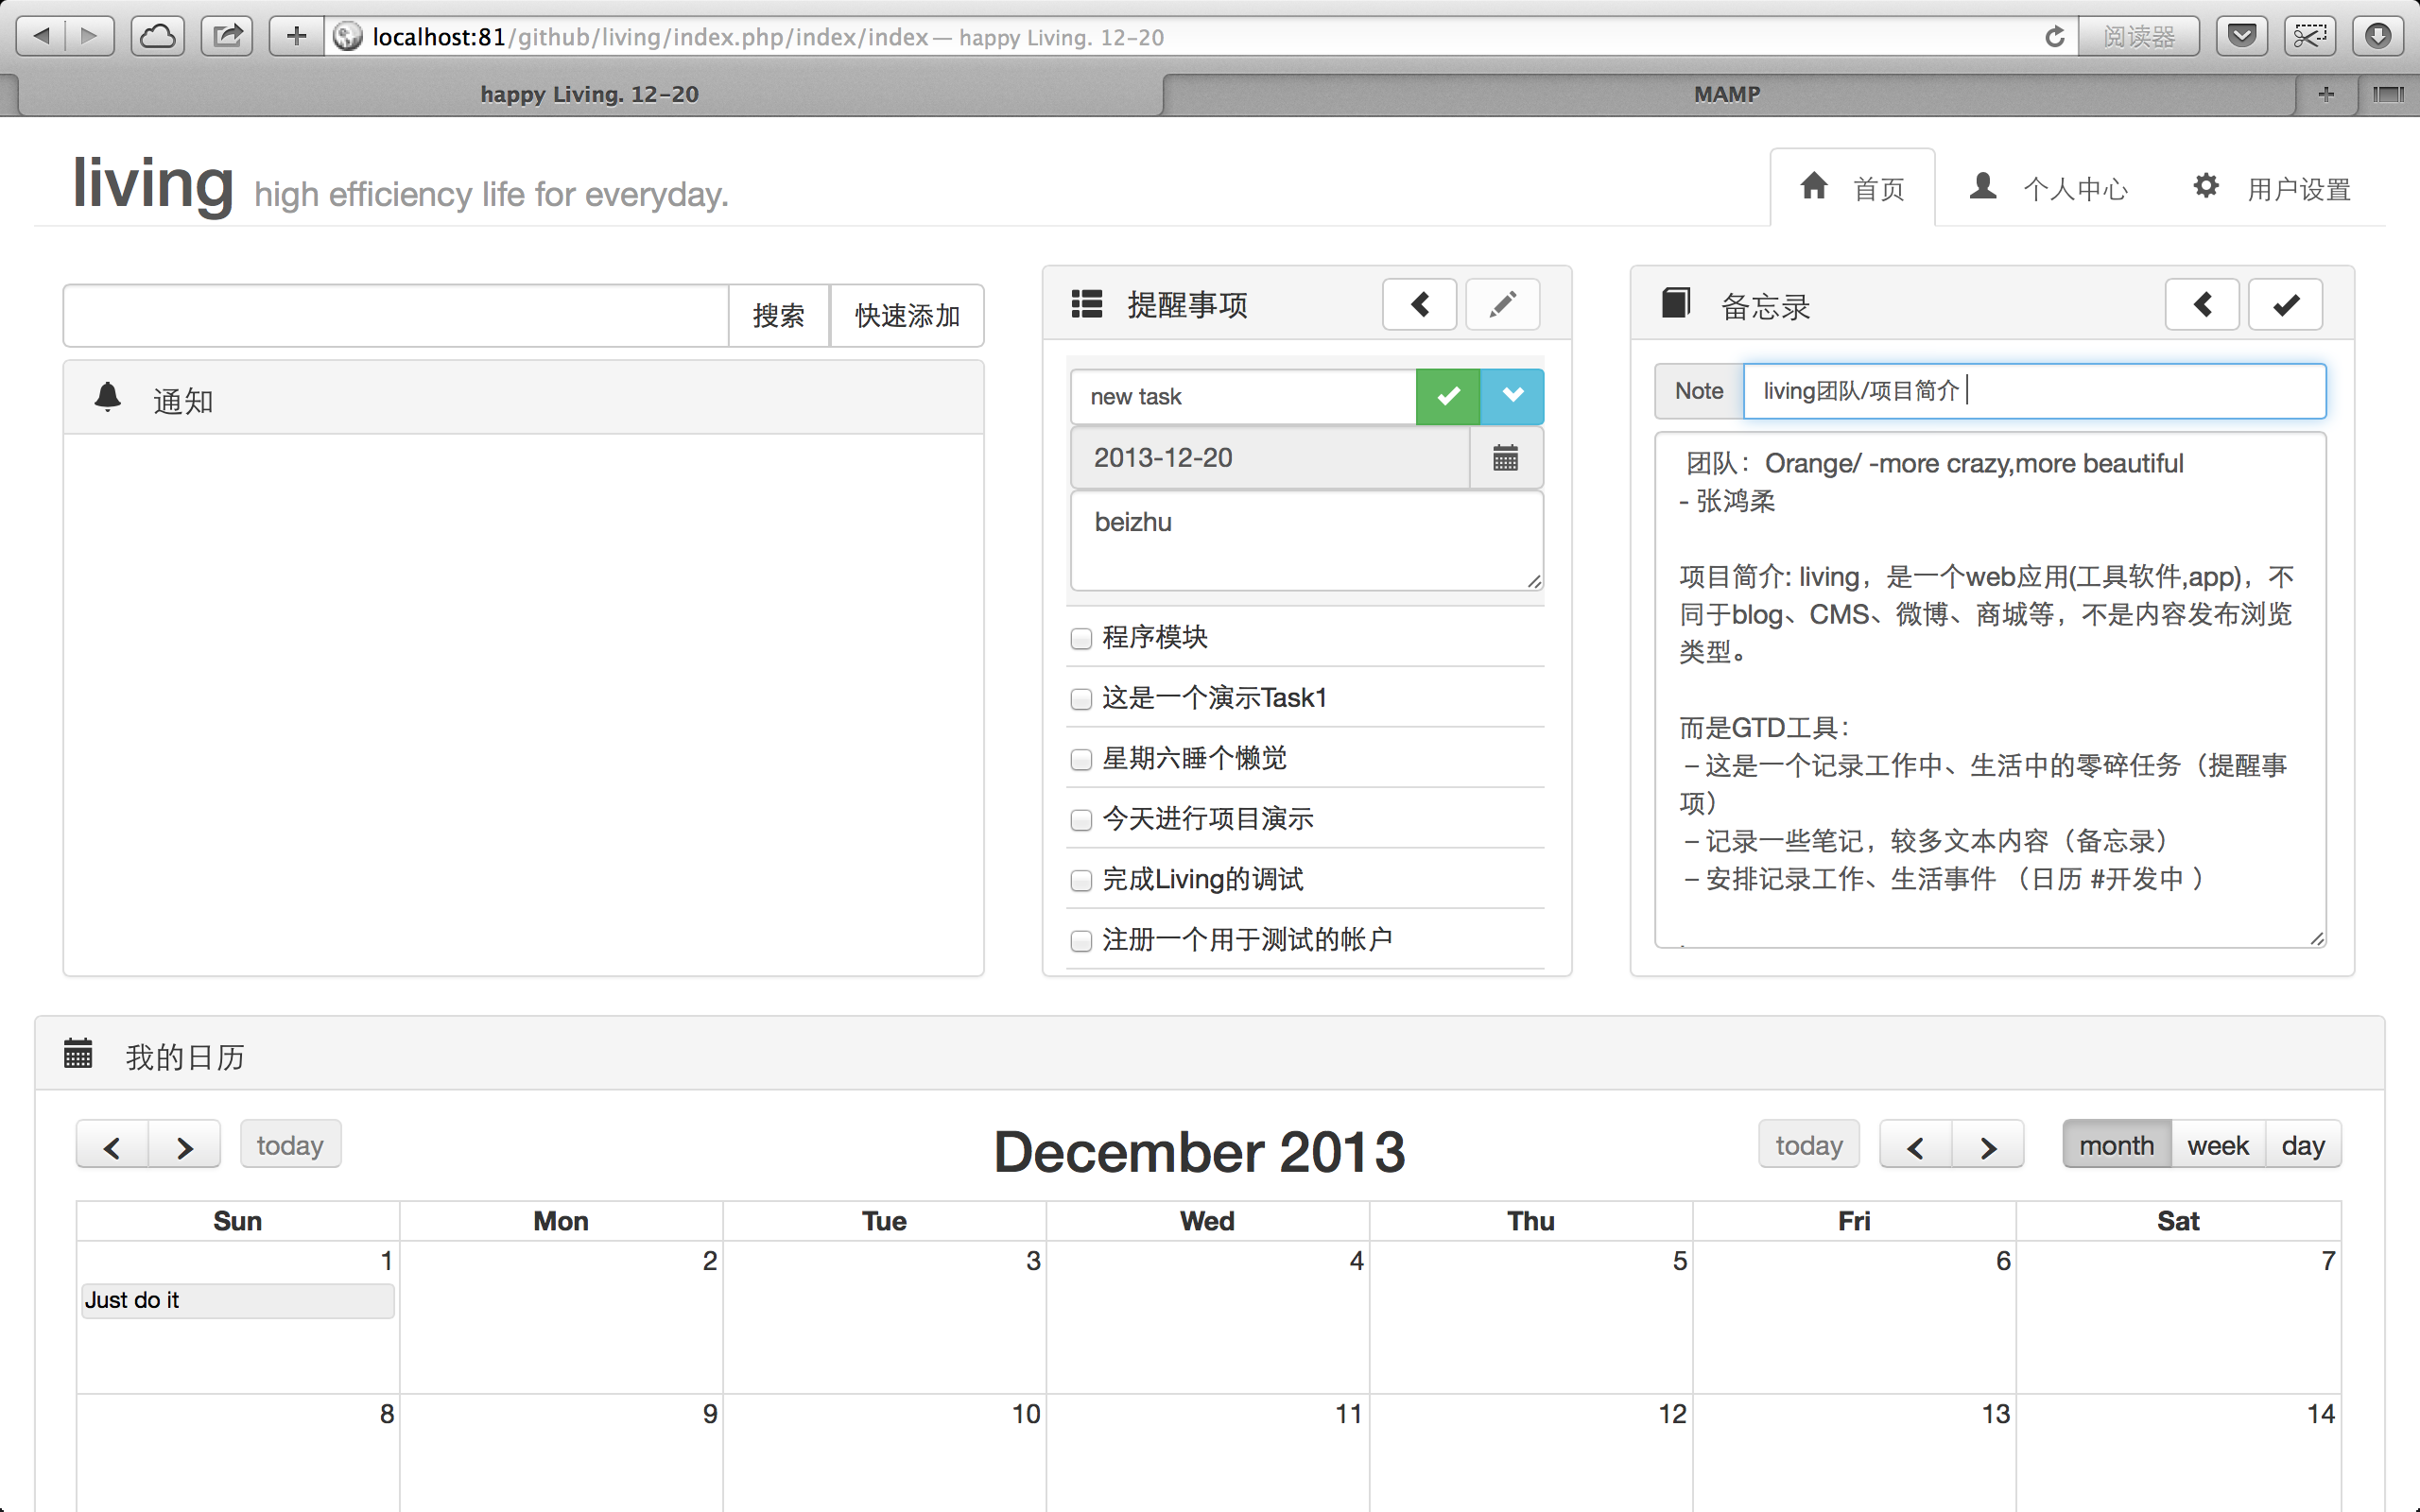 localhost:81/github/living/index.php/index/index — happy Living. 12-20
阅读器
happy Living. 12-20
MAMP
living high efficiency life for everyday.
首页
个人中心
用户设置
搜索
快速添加
通知
提醒事项
new task
2013-12-20
beizhu
程序模块
这是一个演示Task1
星期六睡个懒觉
今天进行项目演示
完成Living的调试
注册一个用于测试的帐户
备忘录
Note
living团队/项目简介
团队：Orange/ -more crazy,more beautiful
- 张鸿柔
项目简介: living，是一个web应用(工具软件,app)，不
同于blog、CMS、微博、商城等，不是内容发布浏览
类型。
而是GTD工具：
– 这是一个记录工作中、生活中的零碎任务（提醒事
项）
– 记录一些笔记，较多文本内容（备忘录）
– 安排记录工作、生活事件 （日历 #开发中 ）
我的日历
today
December 2013
today
month
week
day
Sun Mon Tue Wed Thu Fri Sat
1 2 3 4 5 6 7
Just do it
8 9 10 11 12 13 14